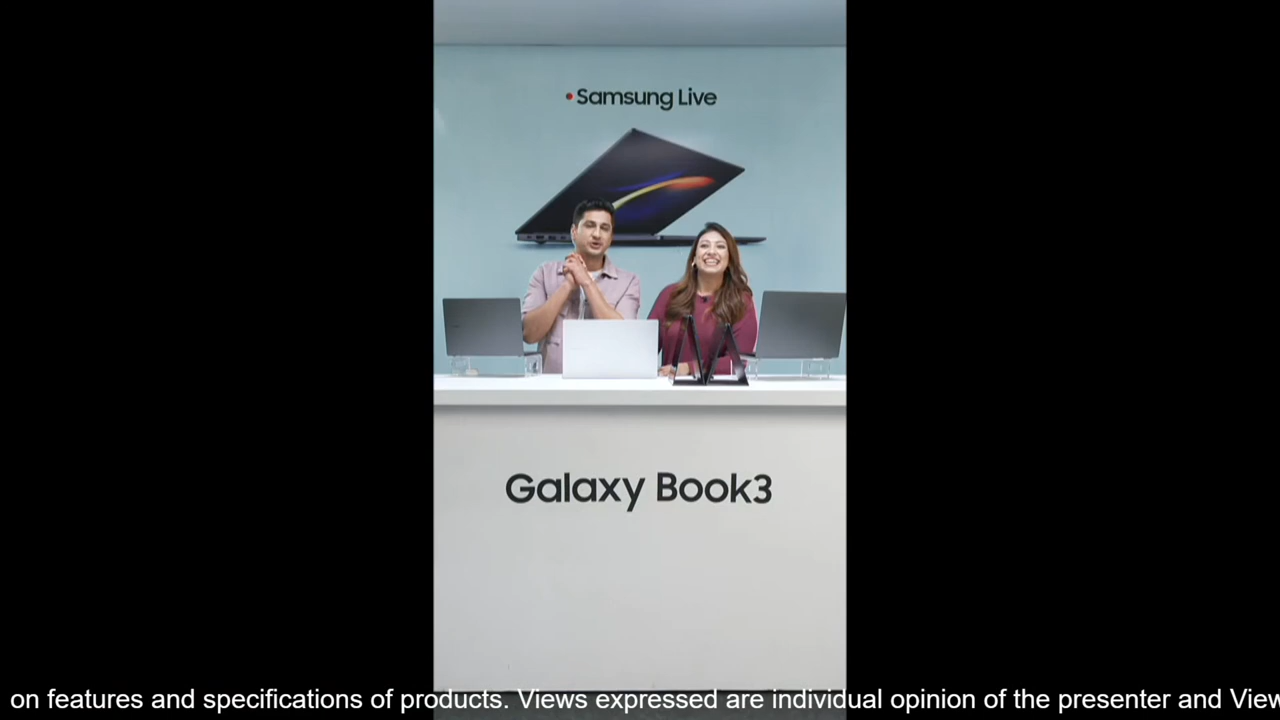 Samsung Live
Galaxy Book3
on features and specifications of products. Views expressed are individual opinion of the presenter and View